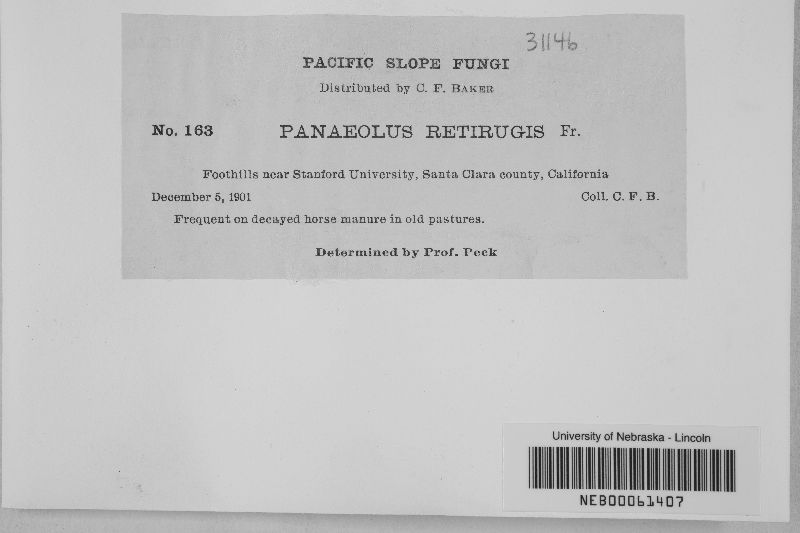 31146
PACIFIC SLOPE FUNGI
Distributed by C. F. BAKER
No. 163 PANAEOLUS RETIRUGIS Fr.
Foothills near Stanford University, Santa Clara county, California
December 5, 1901 Coll. C. F. B.
Frequent on decayed horse manure in old pastures.
Determined by Prof. Peck
University of Nebraska - Lincoln
NEB00061407